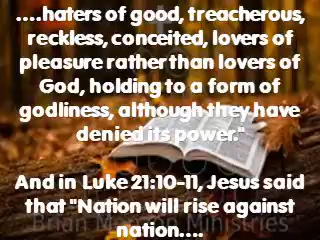 ....haters of good, treacherous,
reckless, conceited, lovers of
pleasure rather than lovers of
God, holding to a form of
godliness, although they have
denied its power."
And in Luke 21:10-11, Jesus said
that "Nation will rise against
Brian Ministries
nation....